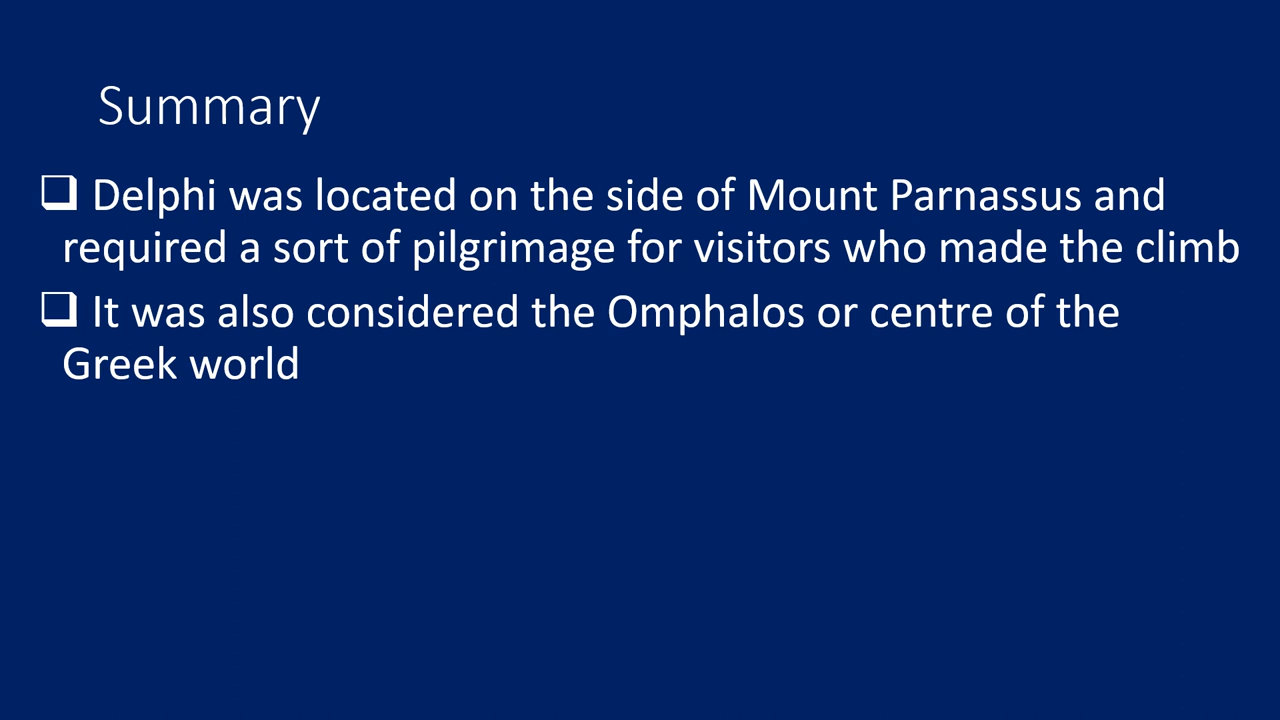 Summary
❑ Delphi was located on the side of Mount Parnassus and
required a sort of pilgrimage for visitors who made the climb
❑ It was also considered the Omphalos or centre of the
Greek world